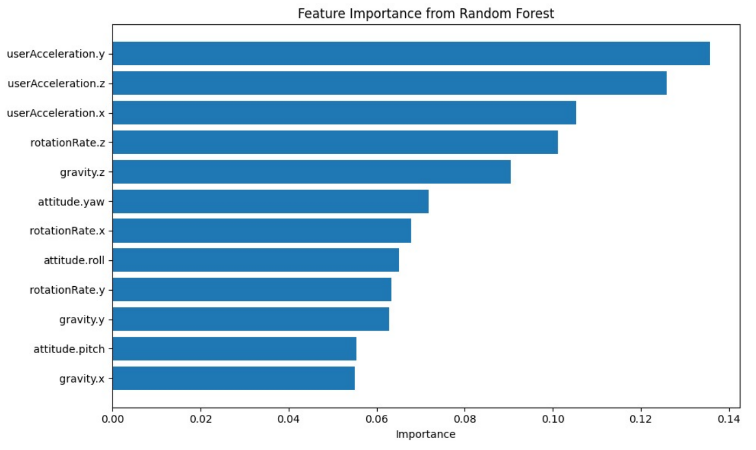 Feature Importance from Random Forest
userAcceleration.y
userAcceleration.z
userAcceleration.x
rotationRate.z
gravity.z
attitude.yaw
rotationRate.x
attitude.roll
rotationRate.y
gravity.y
attitude.pitch
gravity.x
0.00 0.02 0.04 0.06 0.08 0.10 0.12 0.14
Importance